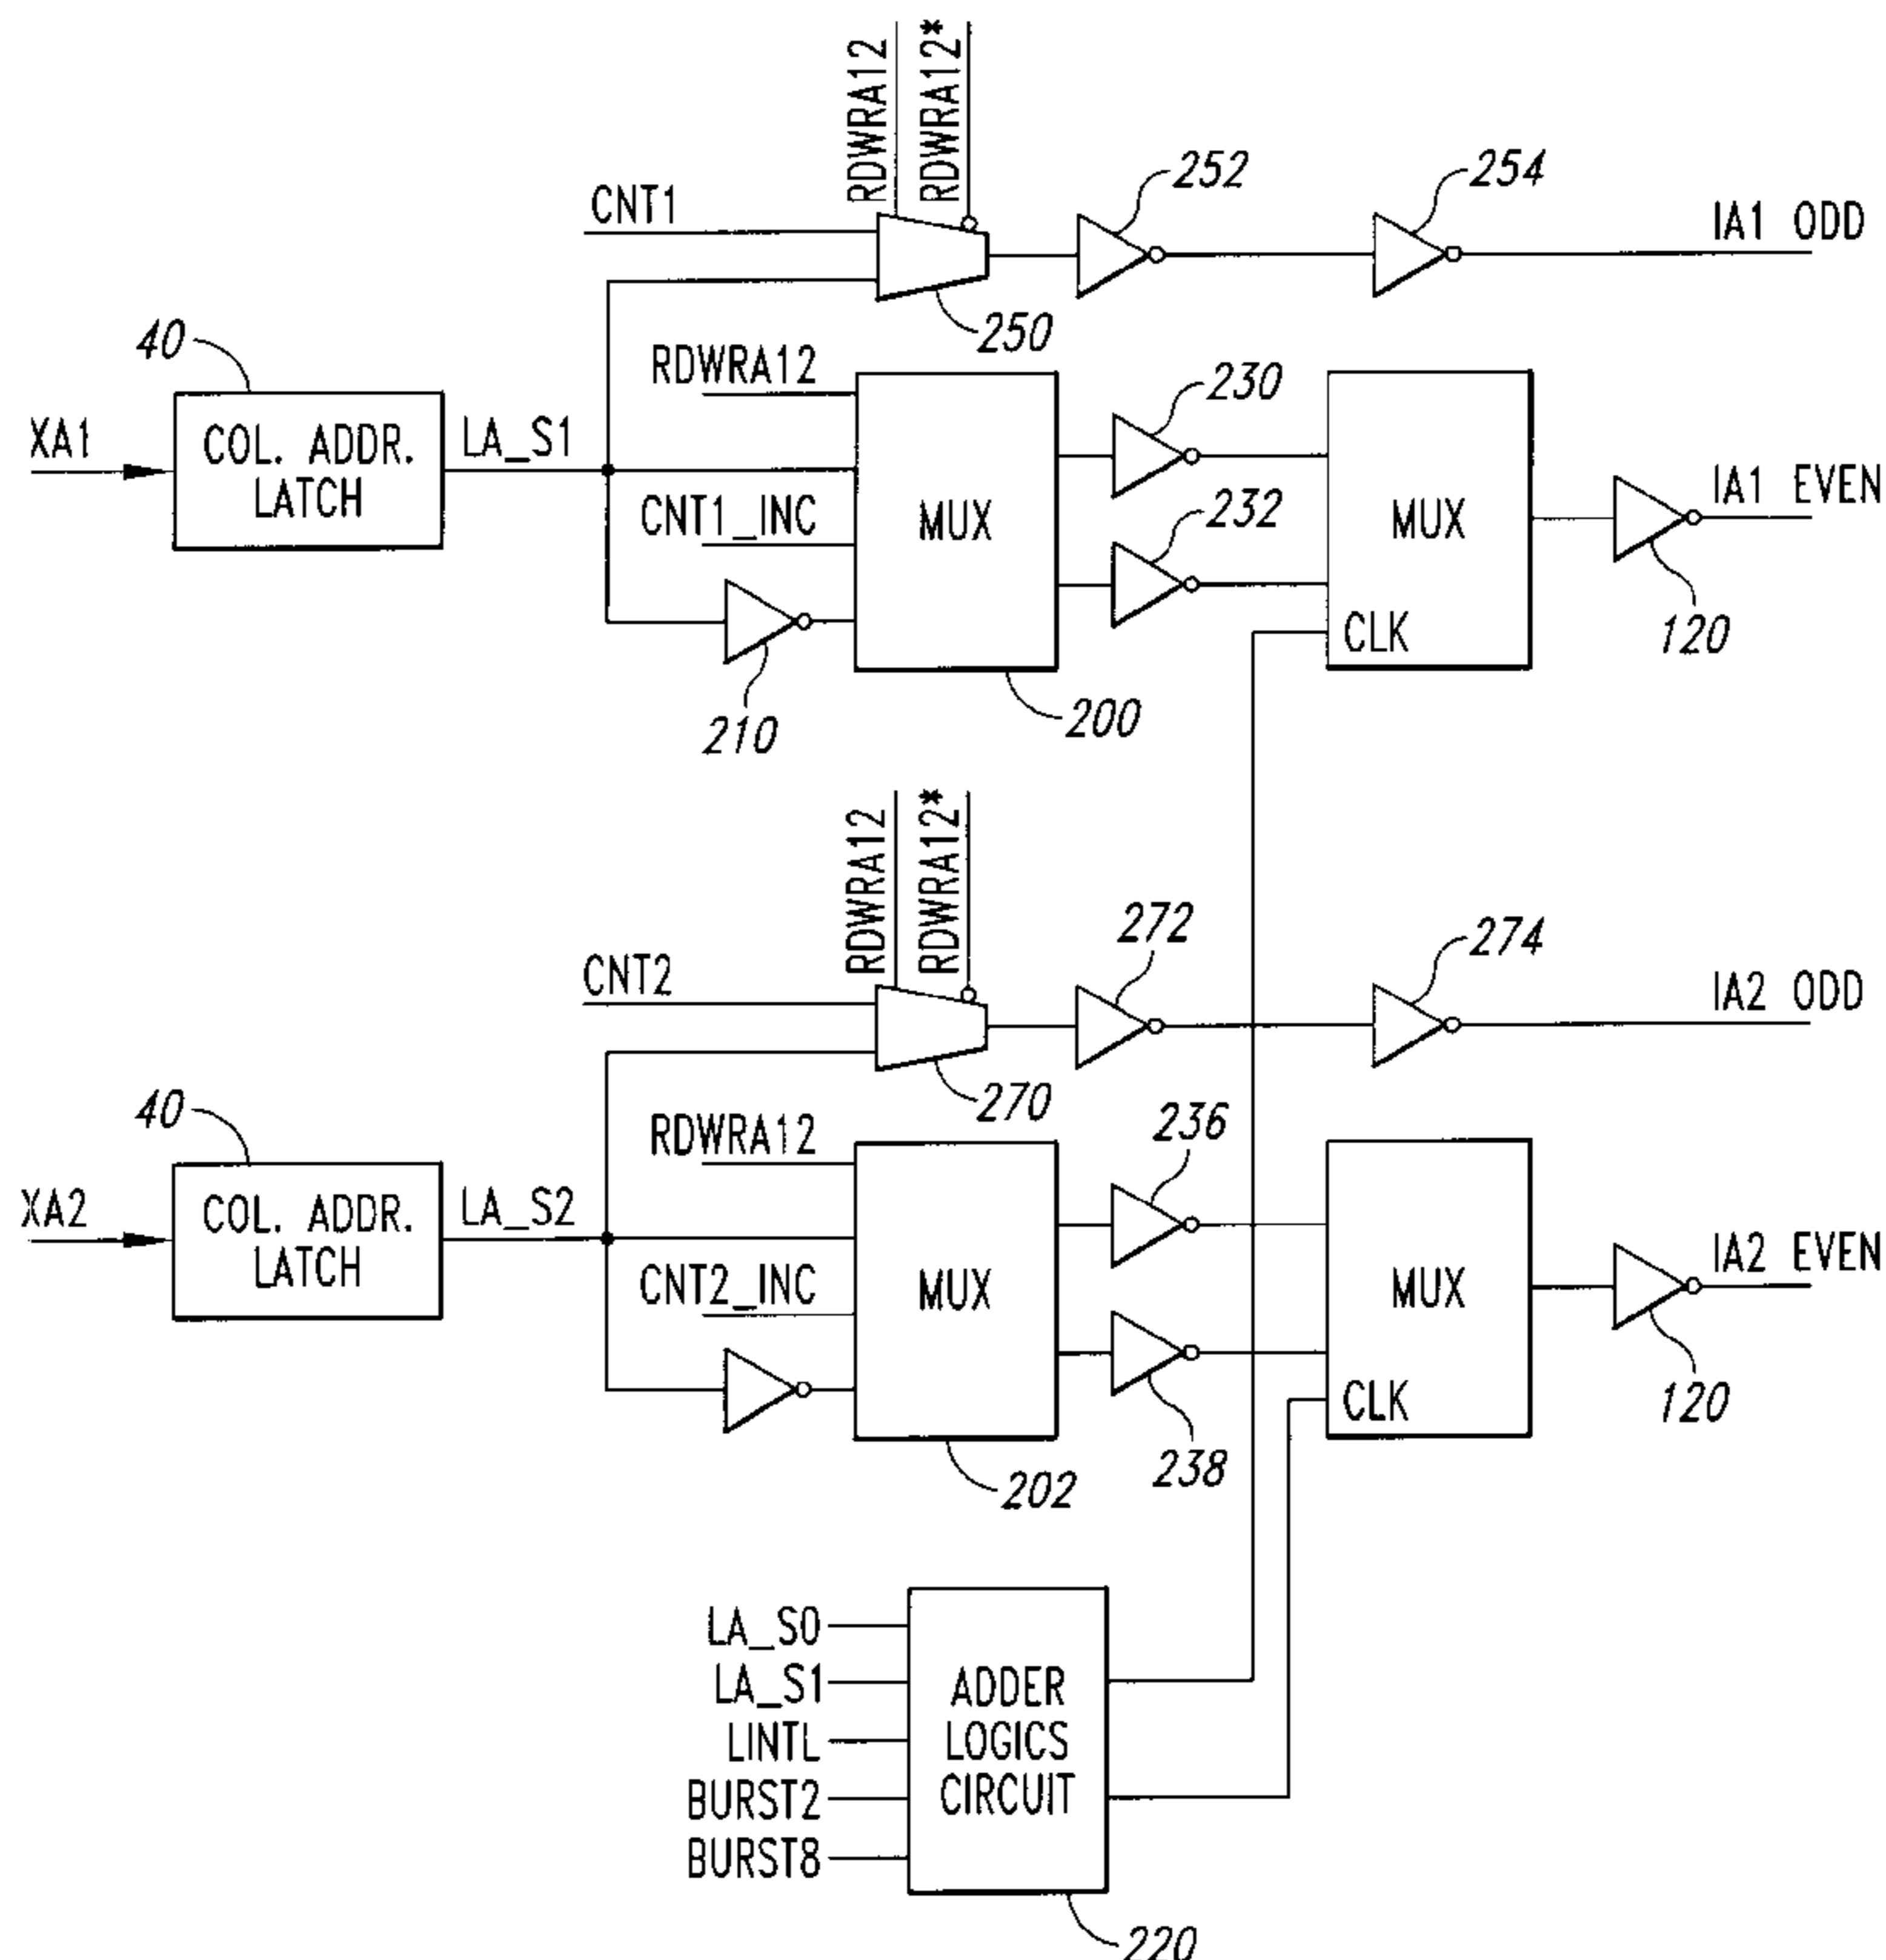 RDWRA12
RDWRA12*
CNT1
252
254
IA1 ODD
250
40
RDWRA12
230
XA1
COL. ADDR.
LATCH
LA_S1
CNT1_INC
MUX
232
MUX
IA1 EVEN
CLK
120
210
200
RDWRA12
RDWRA12*
CNT2
272
274
IA2 ODD
270
40
RDWRA12
236
XA2
COL. ADDR.
LATCH
LA_S2
CNT2_INC
MUX
MUX
IA2 EVEN
CLK
120
238
202
LA_S0
LA_S1
LINTL
BURST2
BURST8
ADDER
LOGICS
CIRCUIT
220